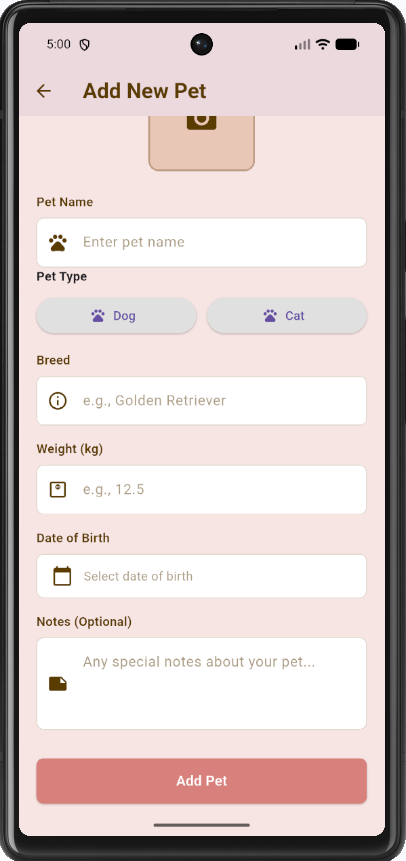 5:00
Add New Pet
Pet Name
Enter pet name
Pet Type
Dog
Cat
Breed
e.g., Golden Retriever
Weight (kg)
e.g., 12.5
Date of Birth
Select date of birth
Notes (Optional)
Any special notes about your pet...
Add Pet